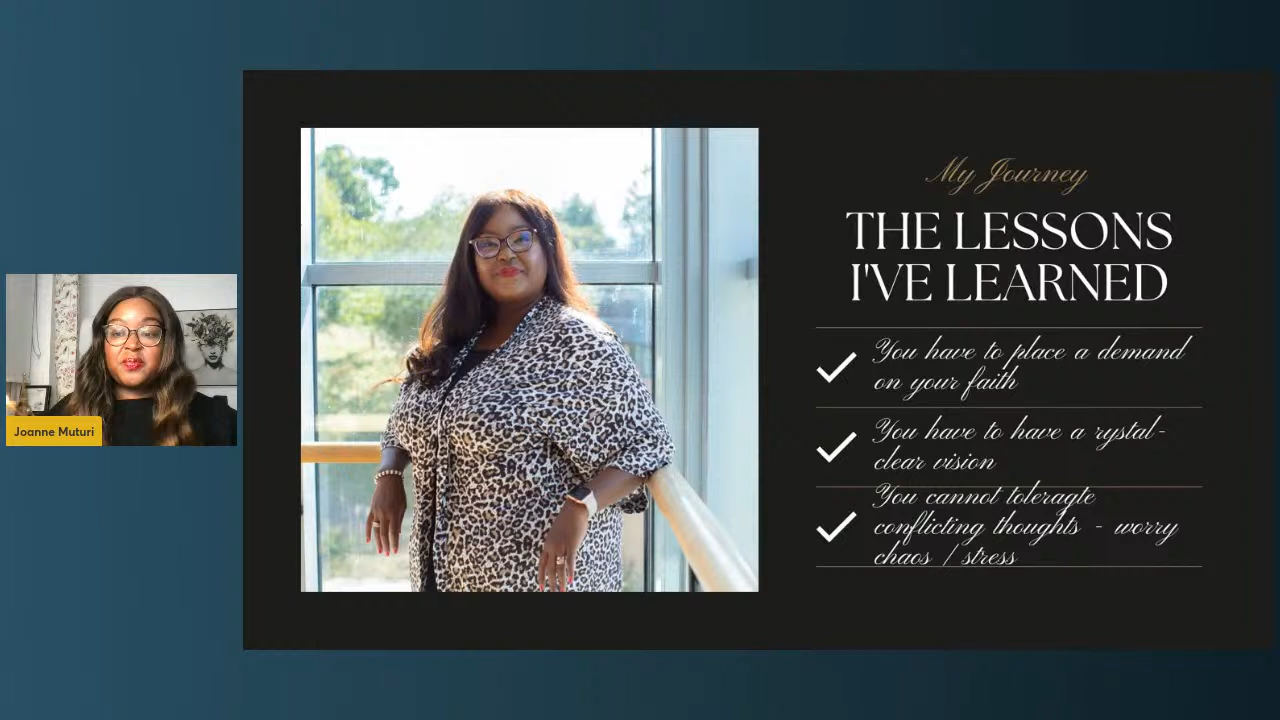 My Journey
THE LESSONS
I'VE LEARNED
You have to place a demand
on your faith
You have to have a rystal-
clear vision
You cannot toleragte
conflicting thoughts - worry
chaos / stress
Joanne Muturi